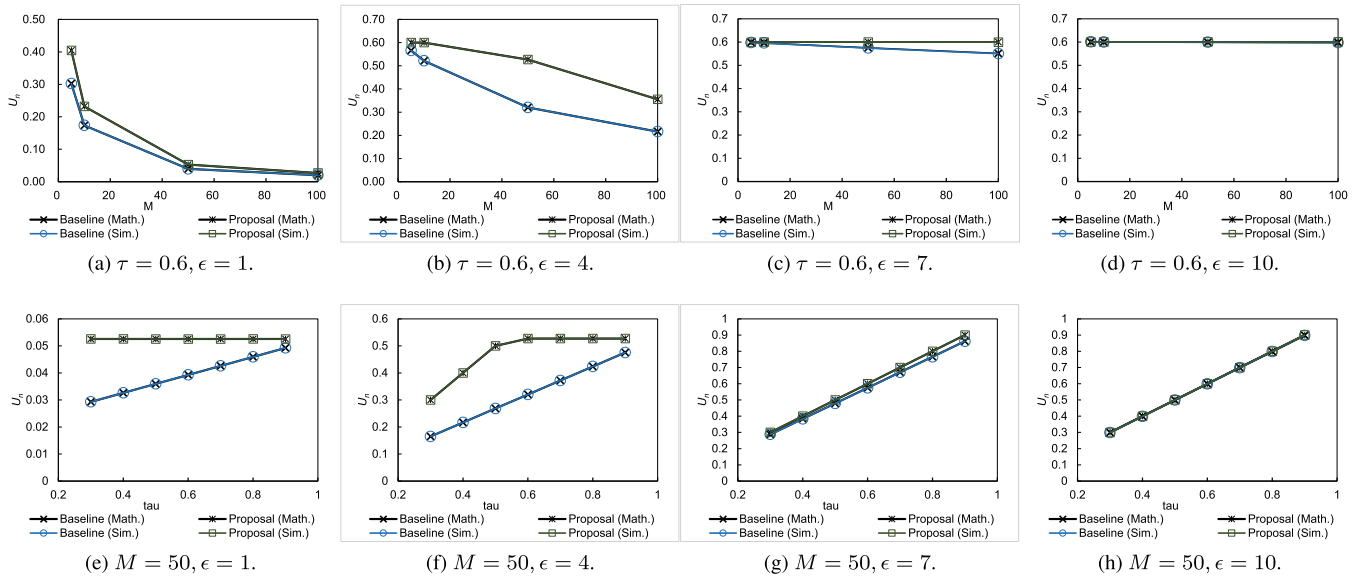 0.50
0.40
0.30
0.20
0.10
0.00
U_n
0 20 40 60 80 100
M
Baseline (Math.) Proposal (Math.)
Baseline (Sim.) Proposal (Sim.)
(a) τ = 0.6, ϵ = 1.
0.70
0.60
0.50
0.40
0.30
0.20
0.10
0.00
U_n
0 20 40 60 80 100
M
Baseline (Math.) Proposal (Math.)
Baseline (Sim.) Proposal (Sim.)
(b) τ = 0.6, ϵ = 4.
0.7
0.6
0.5
0.4
0.3
0.2
0.1
0
U_n
0 20 40 60 80 100
M
Baseline (Math.) Proposal (Math.)
Baseline (Sim.) Proposal (Sim.)
(c) τ = 0.6, ϵ = 7.
0.7
0.6
0.5
0.4
0.3
0.2
0.1
0
U_n
0 20 40 60 80 100
M
Baseline (Math.) Proposal (Math.)
Baseline (Sim.) Proposal (Sim.)
(d) τ = 0.6, ϵ = 10.
0.06
0.05
0.04
0.03
0.02
0.01
0
U_n
0.2 0.4 0.6 0.8 1
tau
Baseline (Math.) Proposal (Math.)
Baseline (Sim.) Proposal (Sim.)
(e) M = 50, ϵ = 1.
0.6
0.5
0.4
0.3
0.2
0.1
0
U_n
0.2 0.4 0.6 0.8 1
tau
Baseline (Math.) Proposal (Math.)
Baseline (Sim.) Proposal (Sim.)
(f) M = 50, ϵ = 4.
1
0.9
0.8
0.7
0.6
0.5
0.4
0.3
0.2
0.1
0
U_n
0.2 0.4 0.6 0.8 1
tau
Baseline (Math.) Proposal (Math.)
Baseline (Sim.) Proposal (Sim.)
(g) M = 50, ϵ = 7.
1
0.9
0.8
0.7
0.6
0.5
0.4
0.3
0.2
0.1
0
U_n
0.2 0.4 0.6 0.8 1
tau
Baseline (Math.) Proposal (Math.)
Baseline (Sim.) Proposal (Sim.)
(h) M = 50, ϵ = 10.